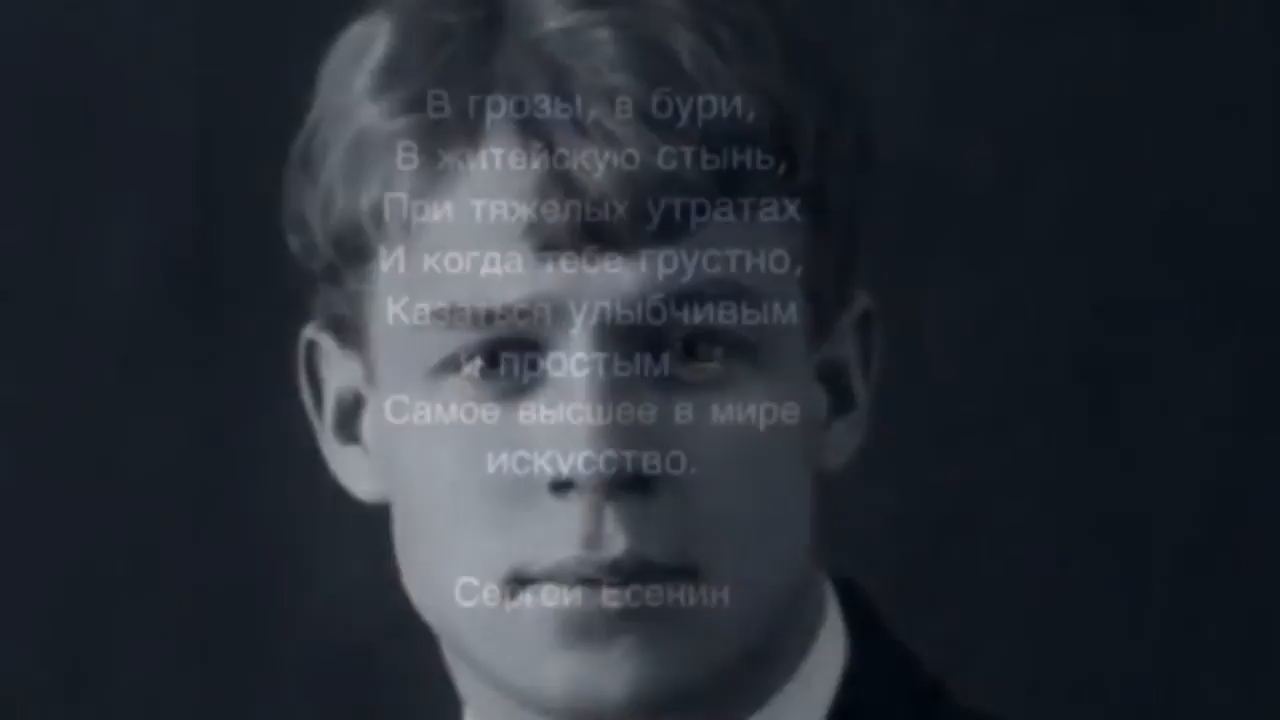 В грозы, в бури,
В житейскую стынь,
При тяжелых утратах
И когда тебе грустно,
Казаться улыбчивым
и простым
Самое высшее в мире
искусство.
Сергей Есенин